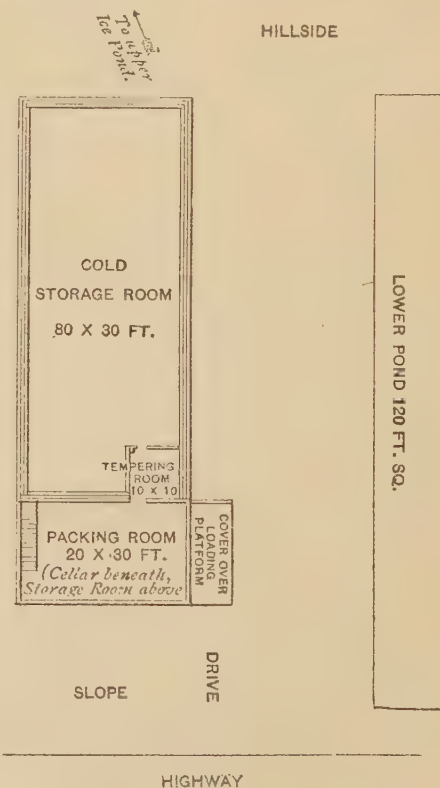 To upper
Ice Pond.
HILLSIDE
COLD
STORAGE ROOM
80 X 30 FT.
LOWER POND 120 FT. SQ.
TEMPERING
ROOM
10 X 10
PACKING ROOM
20 X 30 FT.
(Cellar beneath,
Storage Room above
COVER OVER
LOADING
PLATFORM
DRIVE
SLOPE
HIGHWAY